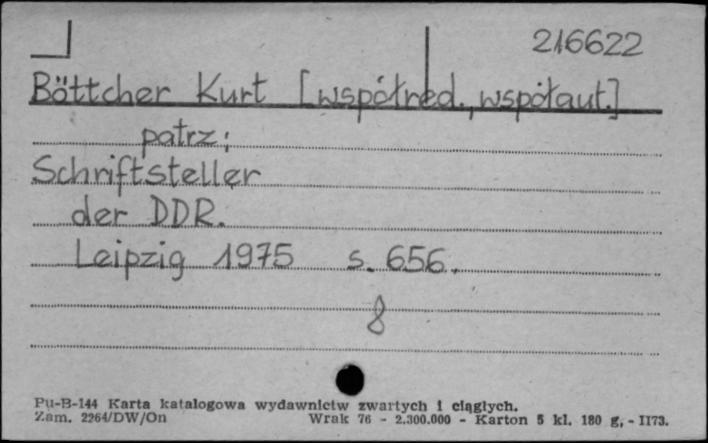 216622
Böttcher Kurt [współred., współaut.]
patrz:
Schriftsteller
der DDR.
Leipzig 1975 s. 656.
8
Pu-B-144 Karta katalogowa wydawnictw zwartych i ciągłych.
Zam. 2264/DW/On Wrak 76 - 2.300.000 - Karton 5 kl. 180 g, - II73.